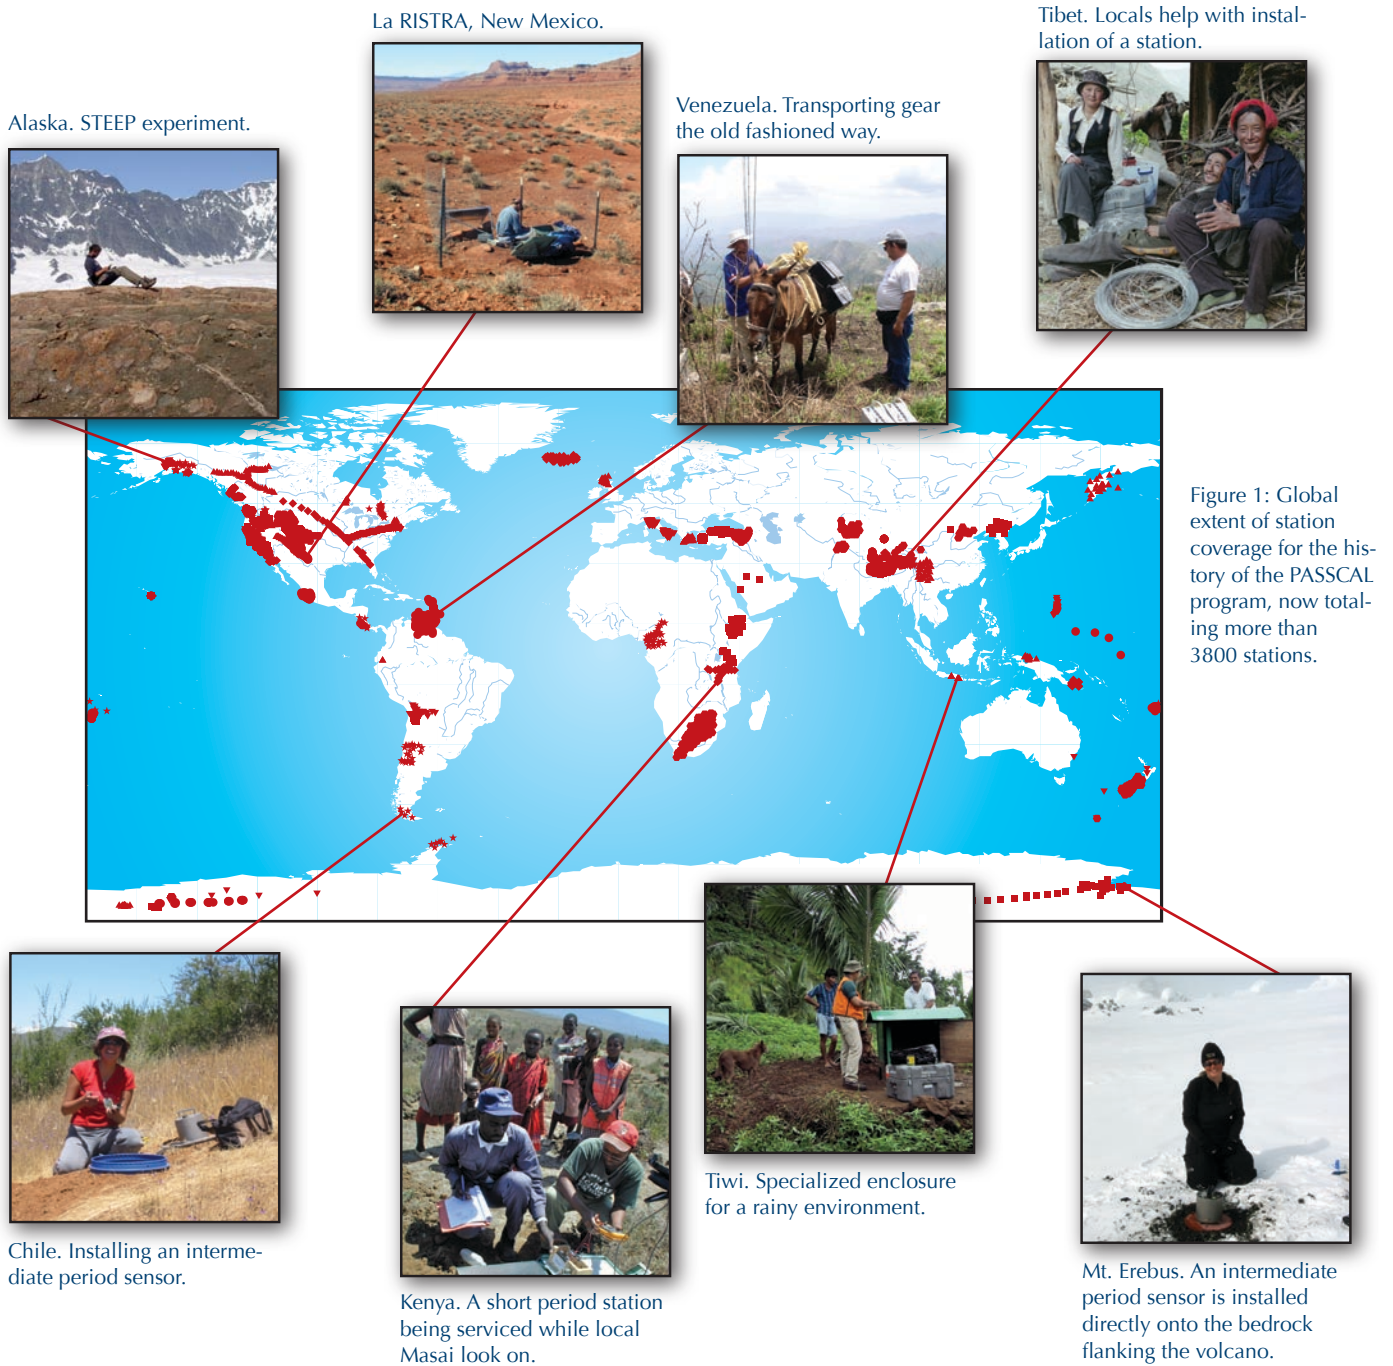 La RISTRA, New Mexico.
Tibet. Locals help with instal-
lation of a station.
Venezuela. Transporting gear
the old fashioned way.
Alaska. STEEP experiment.
Figure 1: Global
extent of station
coverage for the his-
tory of the PASSCAL
program, now total-
ing more than
3800 stations.
Chile. Installing an interme-
diate period sensor.
Kenya. A short period station
being serviced while local
Masai look on.
Tiwi. Specialized enclosure
for a rainy environment.
Mt. Erebus. An intermediate
period sensor is installed
directly onto the bedrock
flanking the volcano.